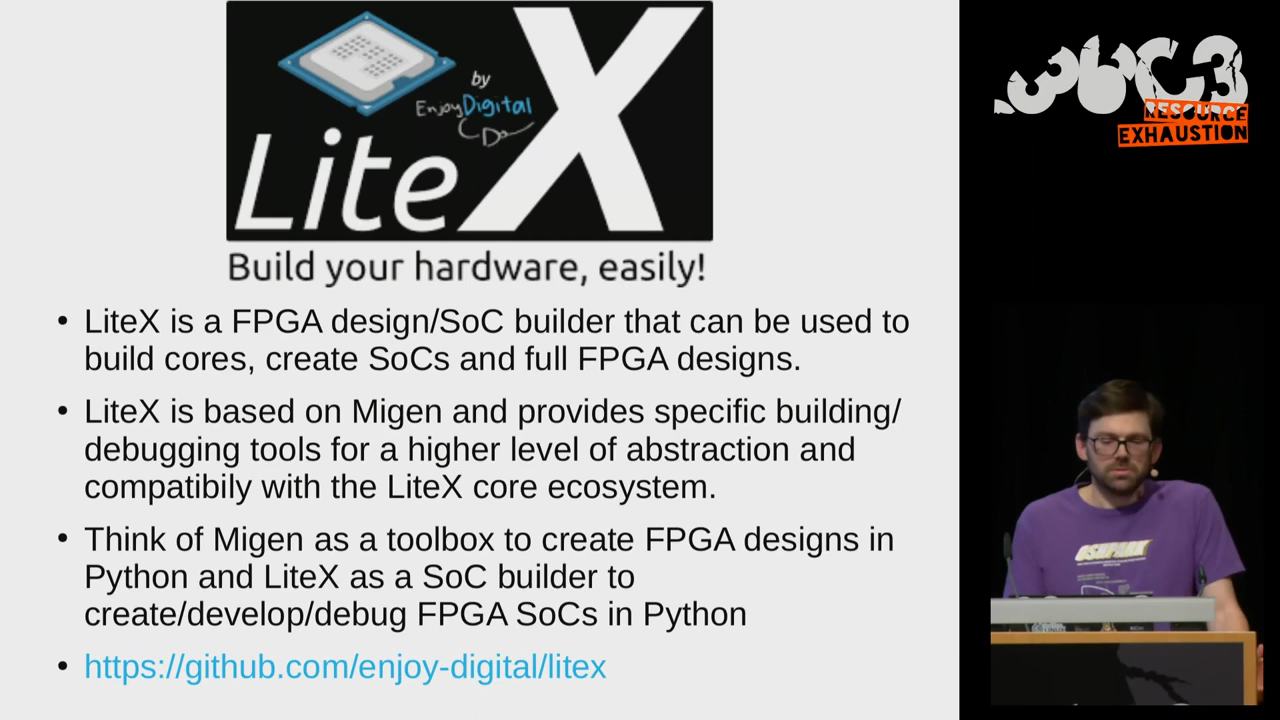 by
EnjoyDigital
LiteX
Build your hardware, easily!
• LiteX is a FPGA design/SoC builder that can be used to
build cores, create SoCs and full FPGA designs.
• LiteX is based on Migen and provides specific building/
debugging tools for a higher level of abstraction and
compatibily with the LiteX core ecosystem.
• Think of Migen as a toolbox to create FPGA designs in
Python and LiteX as a SoC builder to
create/develop/debug FPGA SoCs in Python
• https://github.com/enjoy-digital/litex
36C3
RESOURCE
EXHAUSTION
OSHPARK